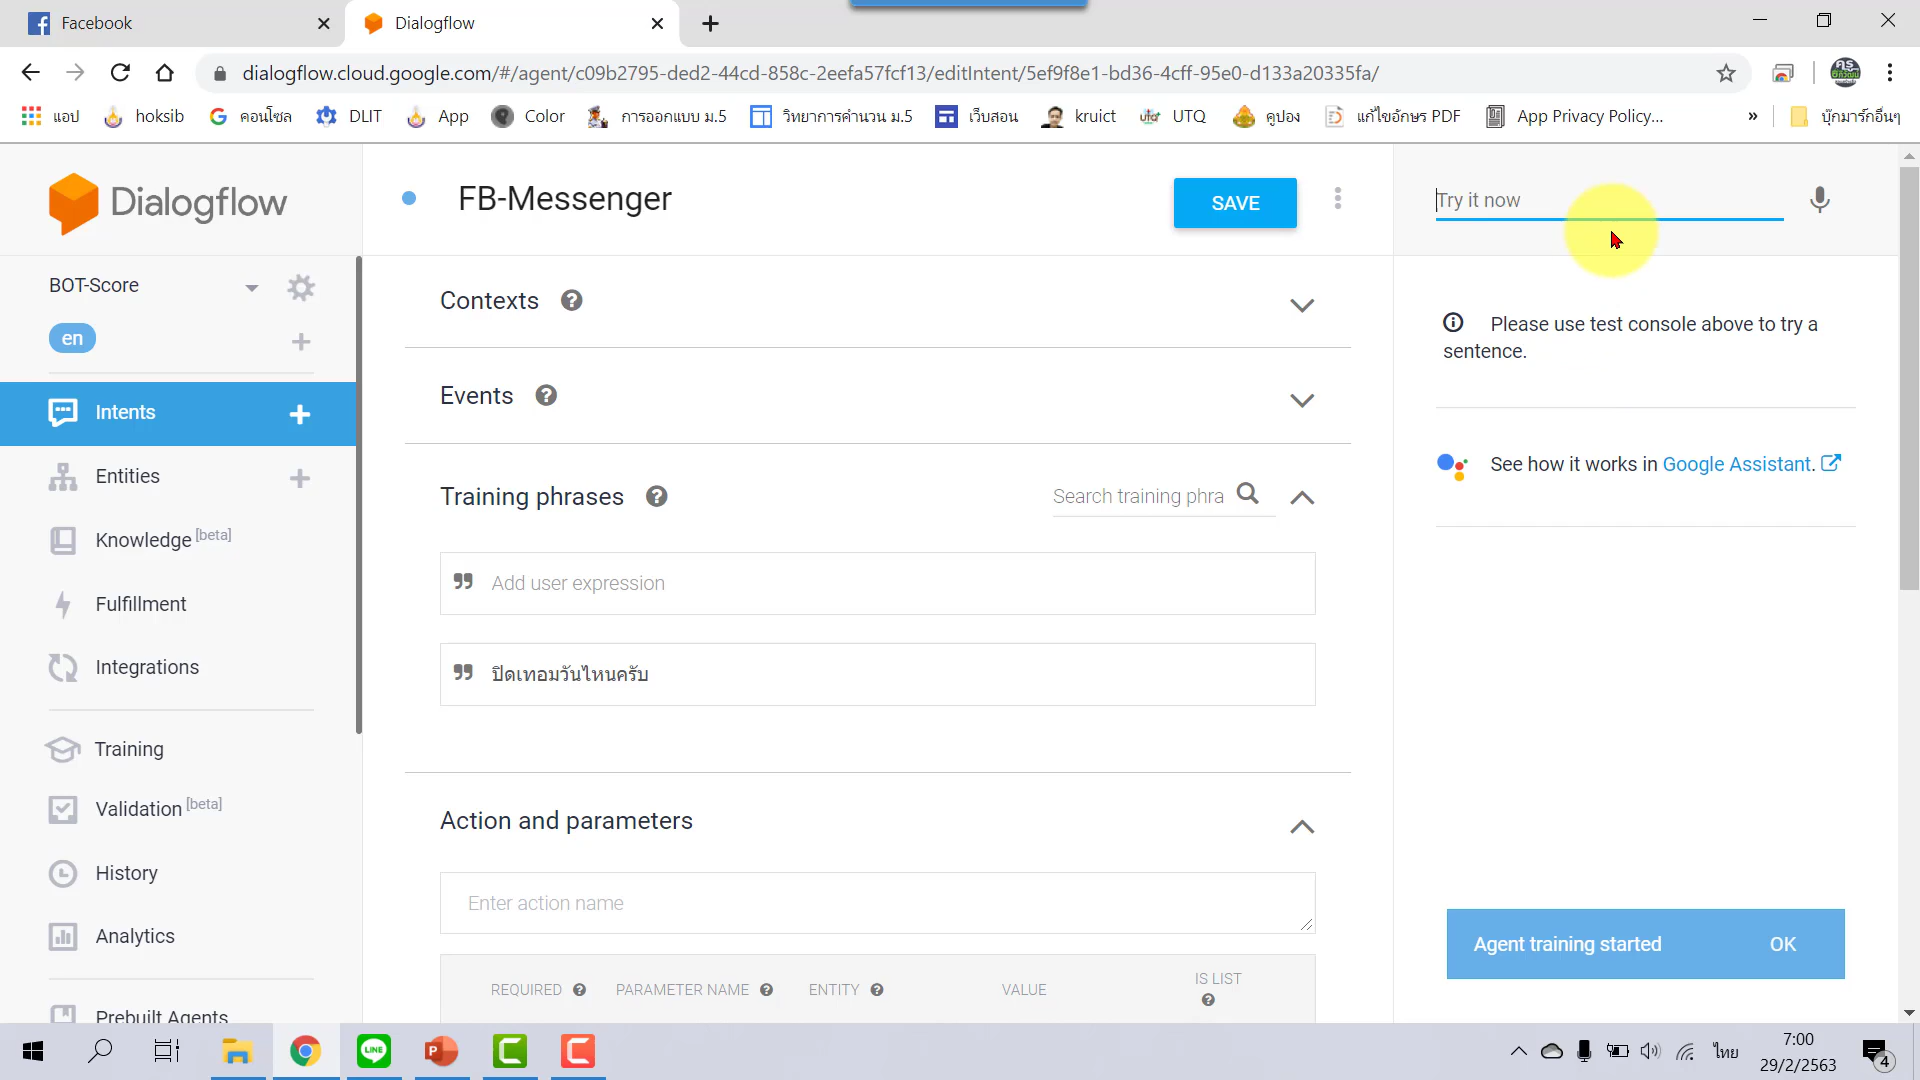 Facebook
Dialogflow
dialogflow.cloud.google.com/#/agent/c09b2795-ded2-44cd-858c-2eefa57fcf13/editIntent/5ef9f8e1-bd36-4cff-95e0-d133a20335fa/
แอป
hoksib
คอนโซล
DLIT
App
Color
การออกแบบ ม.5
วิทยาการคำนวน ม.5
เว็บสอน
kruict
UTQ
คูปอง
แก้ไขอักษร PDF
App Privacy Policy...
»
บุ๊กมาร์กอื่นๆ
Dialogflow
FB-Messenger
SAVE
Try it now
BOT-Score
en
Contexts
Please use test console above to try a
sentence.
Events
Intents
See how it works in Google Assistant.
Entities
Training phrases
Search training phra
Knowledge [beta]
Add user expression
Fulfillment
Integrations
ปิดเทอมวันไหนครับ
Training
Validation [beta]
Action and parameters
History
Enter action name
Analytics
Agent training started
OK
REQUIRED
PARAMETER NAME
ENTITY
VALUE
IS LIST
Prebuilt Agents
LINE
ไทย
7:00
29/2/2563
4